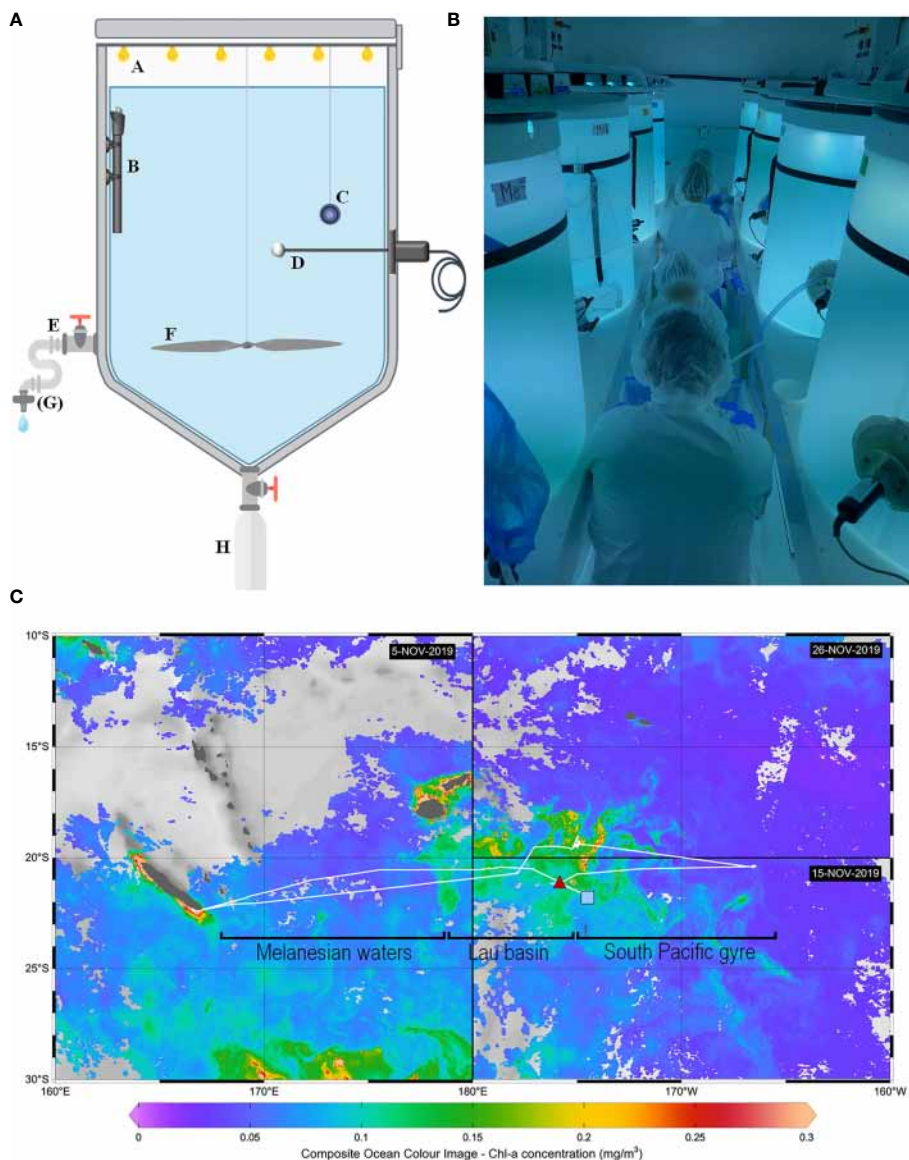 A
A
B
C
D
E
F
(G)
H
B
Me
C
10°S
15°S
20°S
25°S
30°S
5-NOV-2019
26-NOV-2019
15-NOV-2019
Melanesian waters
Lau basin
South Pacific gyre
160°E
170°E
180°E
170°W
160°W
0
0.05
0.1
0.15
0.2
0.25
0.3
Composite Ocean Colour Image - Chl-a concentration (mg/m³)